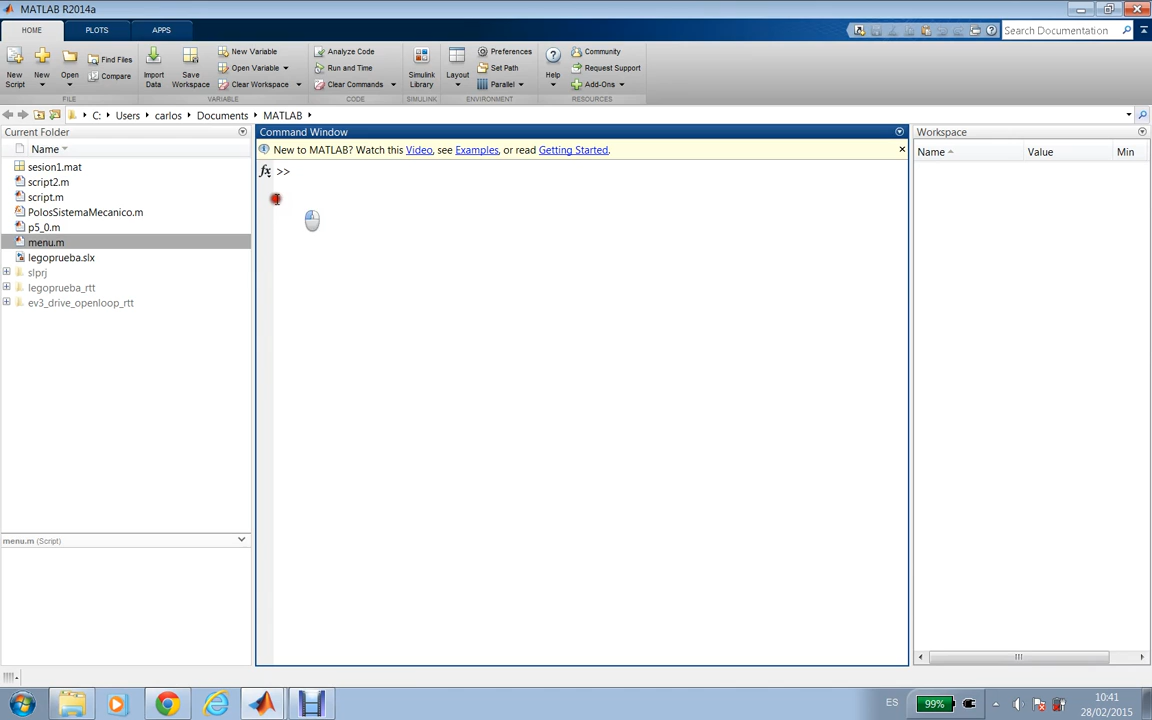 MATLAB R2014a
HOME PLOTS APPS
Search Documentation
New Script
New
Open
Find Files
Compare
FILE
Import Data
Save Workspace
New Variable
Open Variable
Clear Workspace
VARIABLE
Analyze Code
Run and Time
Clear Commands
CODE
Simulink Library
SIMULINK
Layout
Preferences
Set Path
Parallel
ENVIRONMENT
Help
Community
Request Support
Add-Ons
RESOURCES
C: Users carlos Documents MATLAB
Current Folder
Name
sesion1.mat
script2.m
script.m
PolosSistemaMecanico.m
p5_0.m
menu.m
legoprueba.slx
slprj
legoprueba_rtt
ev3_drive_openloop_rtt
menu.m (Script)
Command Window
New to MATLAB? Watch this Video, see Examples, or read Getting Started.
fx >>
Workspace
Name Value Min
ES 99% 10:41
28/02/2015